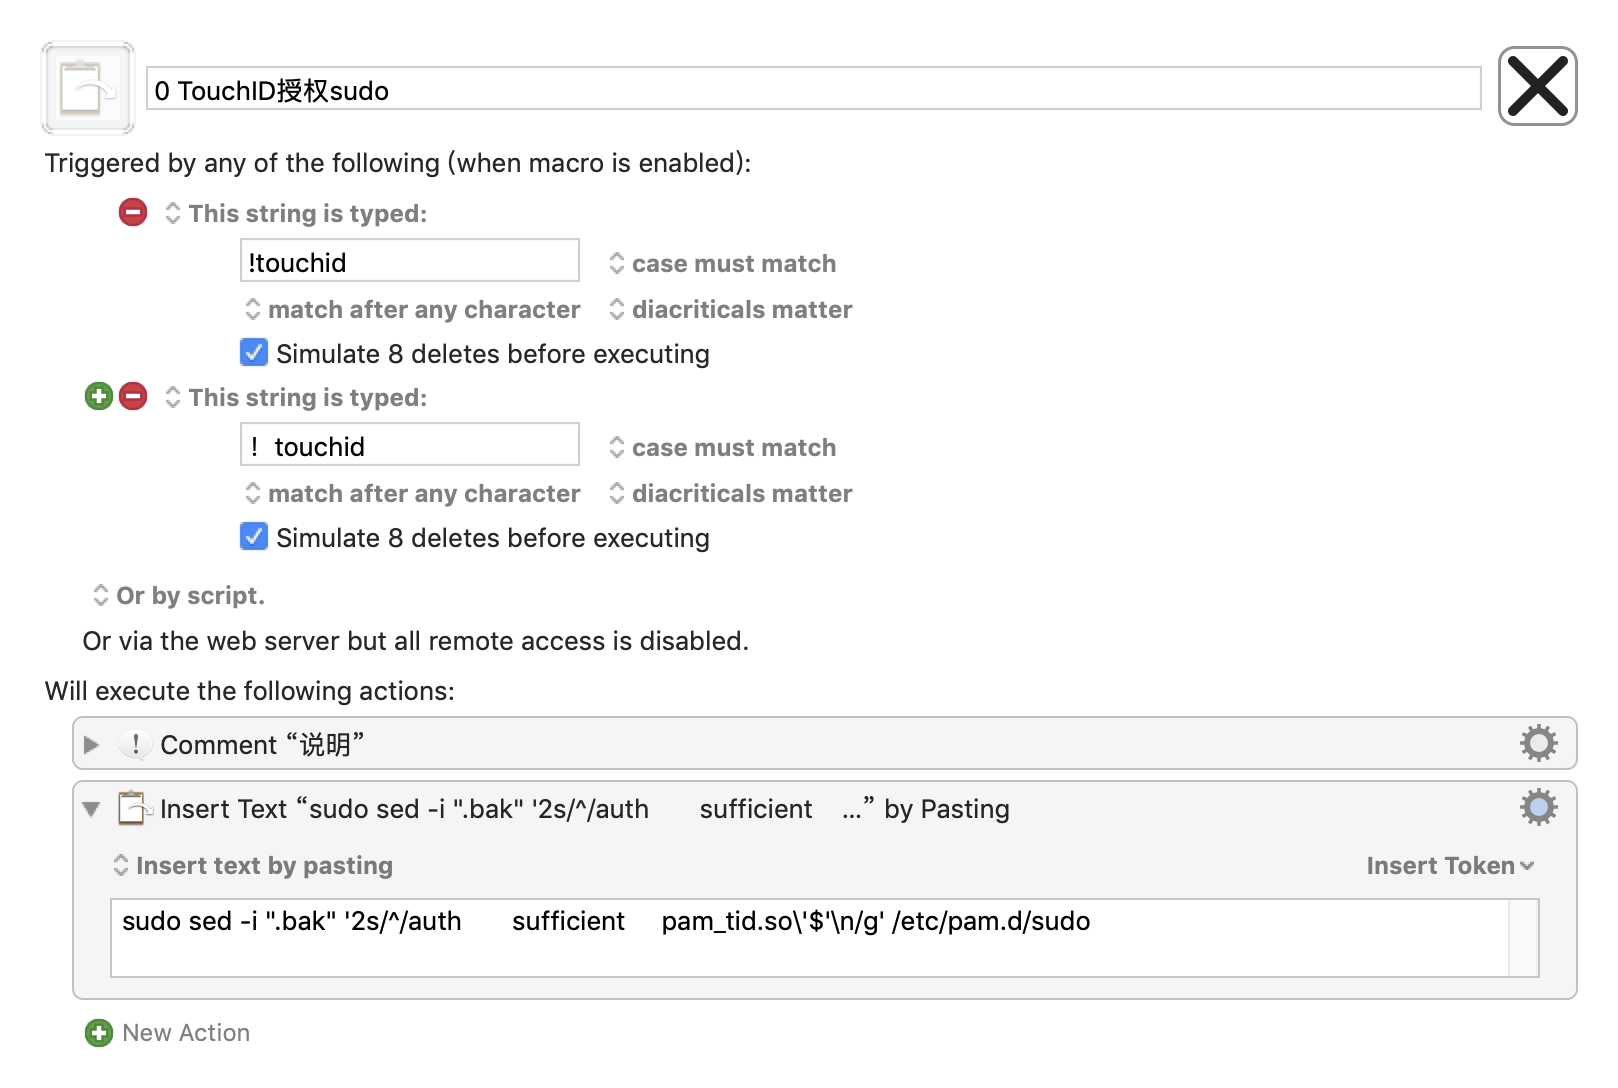 0 TouchID授权sudo
Triggered by any of the following (when macro is enabled):
This string is typed:
!touchid
case must match
match after any character
diacriticals matter
Simulate 8 deletes before executing
This string is typed:
！touchid
case must match
match after any character
diacriticals matter
Simulate 8 deletes before executing
Or by script.
Or via the web server but all remote access is disabled.
Will execute the following actions:
Comment “说明”
Insert Text “sudo sed -i ".bak" '2s/^/auth       sufficient    …” by Pasting
Insert text by pasting
Insert Token
sudo sed -i ".bak" '2s/^/auth       sufficient     pam_tid.so\'$'\n/g' /etc/pam.d/sudo
New Action